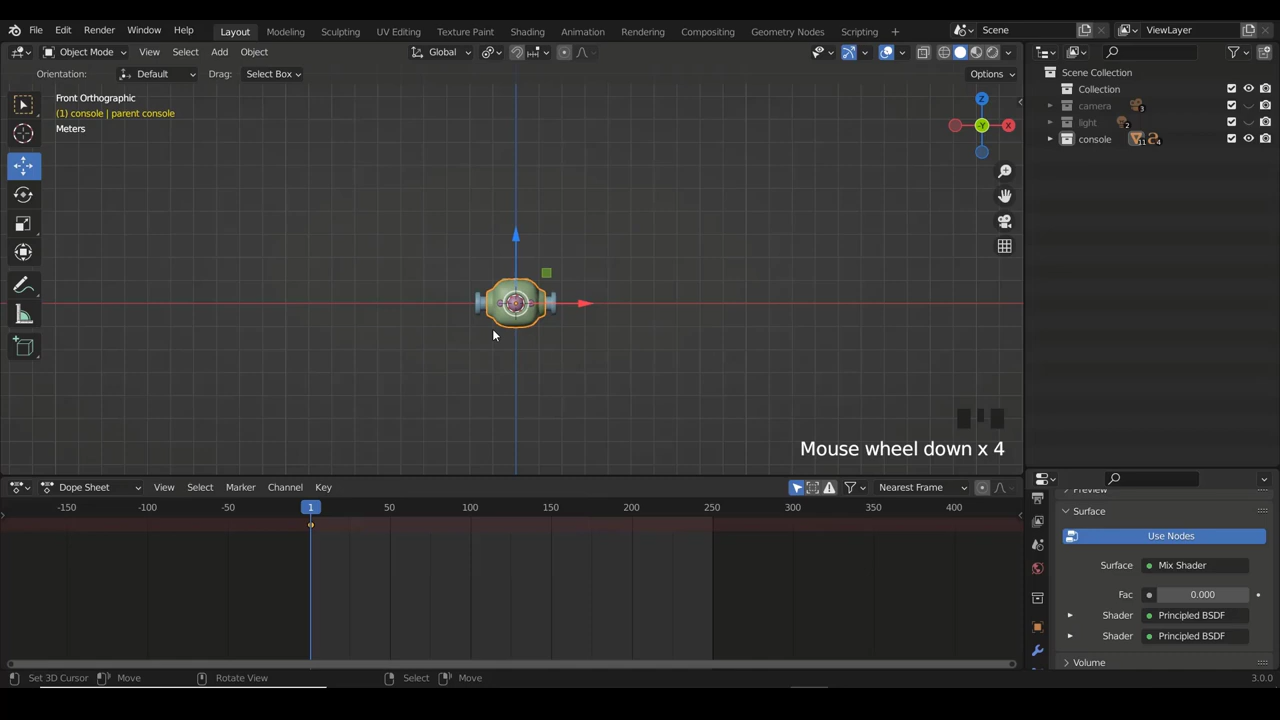 File Edit Render Window Help Layout Modeling Sculpting UV Editing Texture Paint Shading Animation Rendering Compositing Geometry Nodes Scripting Scene ViewLayer
Object Mode View Select Add Object Global
Orientation: Default Drag: Select Box Options
Front Orthographic
(1) console | parent console
Meters
X
Y
Z
Scene Collection
Collection
camera 3
light 2
console 11 4
Mouse wheel down x 4
Dope Sheet View Select Marker Channel Key Nearest Frame
-150 -100 -50 1 50 100 150 200 250 300 350 400
Surface
Use Nodes
Surface Mix Shader
Fac 0.000
Shader Principled BSDF
Shader Principled BSDF
Volume
Set 3D Cursor Move Rotate View Select Move 3.0.0